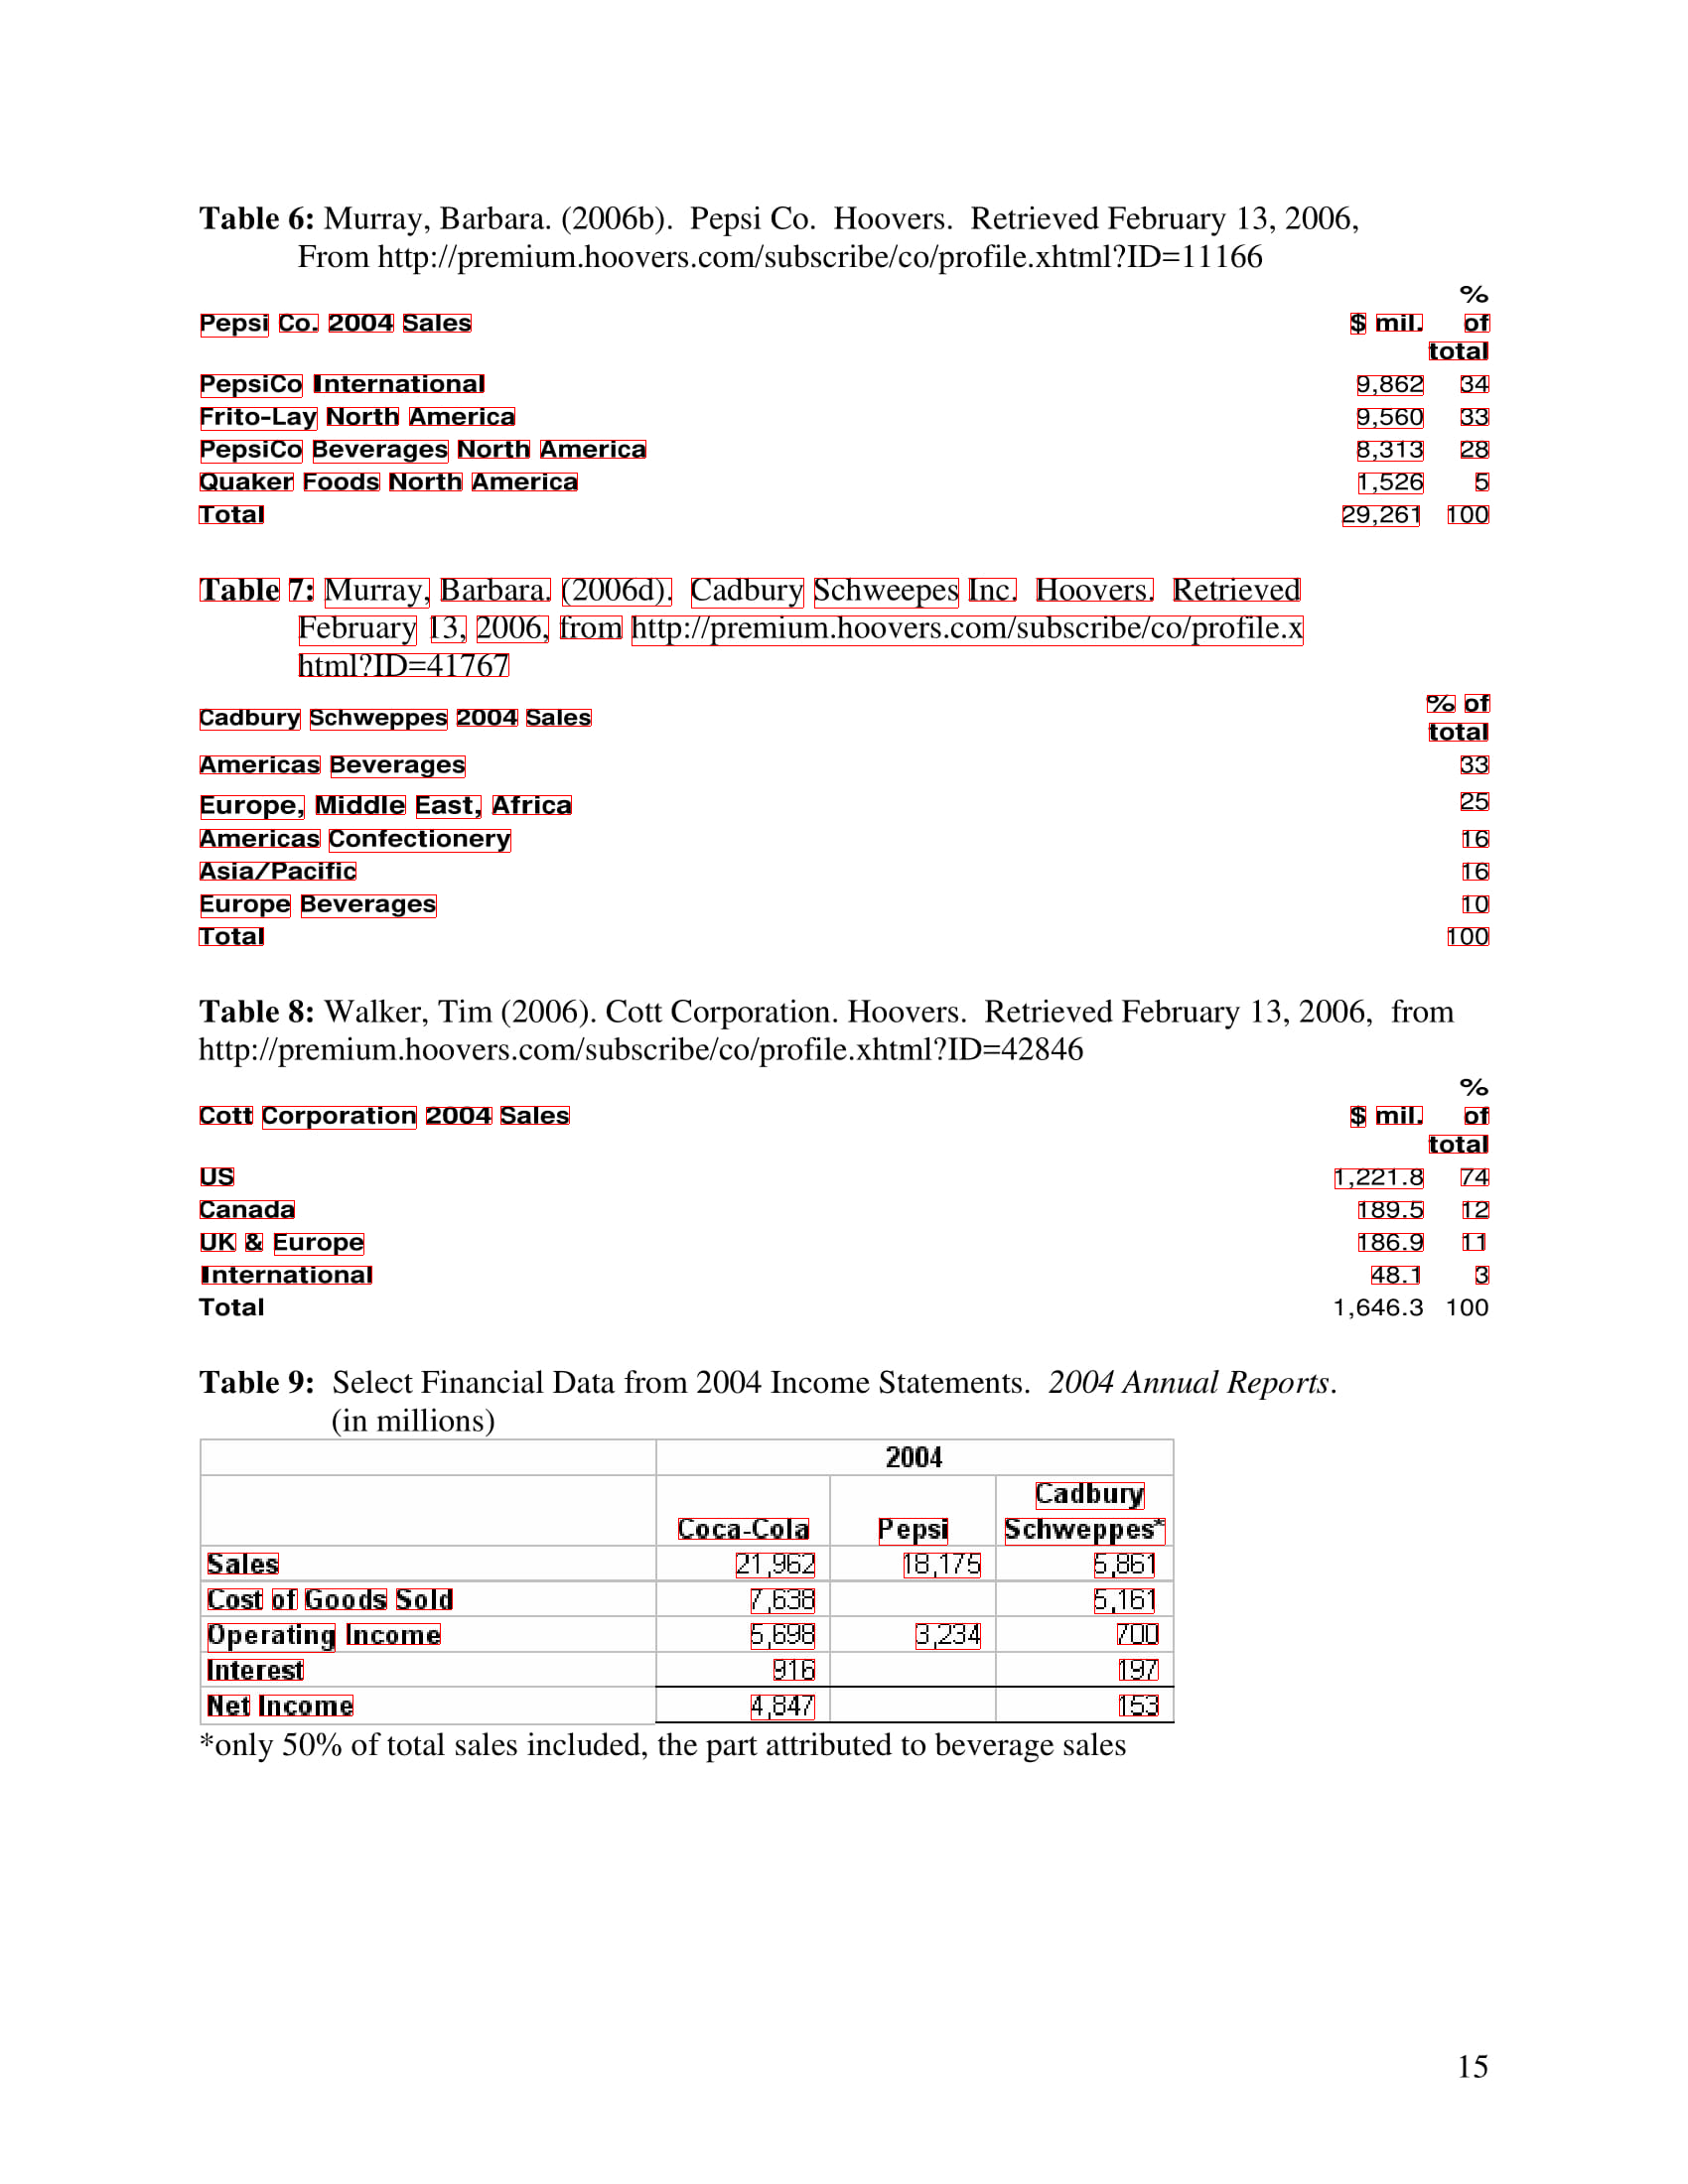 Table 6: Murray, Barbara. (2006b). Pepsi Co. Hoovers. Retrieved February 13, 2006,
From http://premium.hoovers.com/subscribe/co/profile.xhtml?ID=11166
Pepsi Co. 2004 Sales $ mil. % of total
PepsiCo International 9,862 34
Frito-Lay North America 9,560 33
PepsiCo Beverages North America 8,313 28
Quaker Foods North America 1,526 5
Total 29,261 100
Table 7: Murray, Barbara. (2006d). Cadbury Schweepes Inc. Hoovers. Retrieved
February 13, 2006, from http://premium.hoovers.com/subscribe/co/profile.x
html?ID=41767
Cadbury Schweppes 2004 Sales % of total
Americas Beverages 33
Europe, Middle East, Africa 25
Americas Confectionery 16
Asia/Pacific 16
Europe Beverages 10
Total 100
Table 8: Walker, Tim (2006). Cott Corporation. Hoovers. Retrieved February 13, 2006, from
http://premium.hoovers.com/subscribe/co/profile.xhtml?ID=42846
Cott Corporation 2004 Sales $ mil. % of total
US 1,221.8 74
Canada 189.5 12
UK & Europe 186.9 11
International 48.1 3
Total 1,646.3 100
Table 9: Select Financial Data from 2004 Income Statements. 2004 Annual Reports.
(in millions)
2004
Coca-Cola Pepsi Cadbury Schweppes*
Sales 21,962 18,175 5,861
Cost of Goods Sold 7,638 5,161
Operating Income 5,698 3,234 700
Interest 916 197
Net Income 4,847 153
*only 50% of total sales included, the part attributed to beverage sales
15